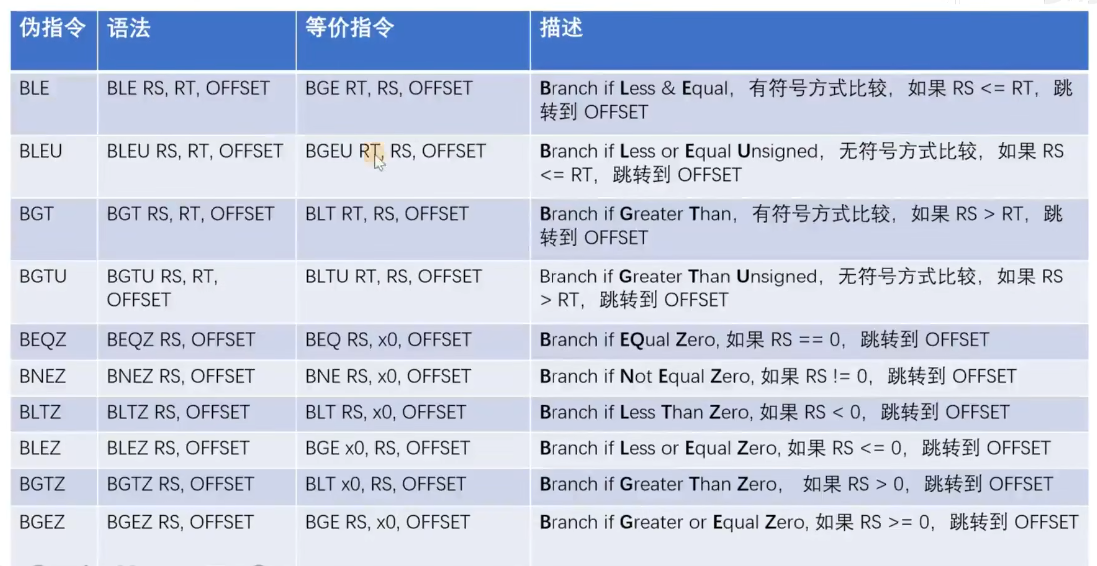 伪指令 语法 等价指令 描述
BLE BLE RS, RT, OFFSET BGE RT, RS, OFFSET Branch if Less & Equal，有符号方式比较，如果 RS <= RT，跳
转到 OFFSET
BLEU BLEU RS, RT, OFFSET BGEU RT, RS, OFFSET Branch if Less or Equal Unsigned，无符号方式比较，如果 RS
<= RT，跳转到 OFFSET
BGT BGT RS, RT, OFFSET BLT RT, RS, OFFSET Branch if Greater Than，有符号方式比较，如果 RS > RT，跳
转到 OFFSET
BGTU BGTU RS, RT, BLTU RT, RS, OFFSET Branch if Greater Than Unsigned，无符号方式比较，如果 RS
OFFSET > RT，跳转到 OFFSET
BEQZ BEQZ RS, OFFSET BEQ RS, x0, OFFSET Branch if EQual Zero, 如果 RS == 0，跳转到 OFFSET
BNEZ BNEZ RS, OFFSET BNE RS, x0, OFFSET Branch if Not Equal Zero, 如果 RS != 0，跳转到 OFFSET
BLTZ BLTZ RS, OFFSET BLT RS, x0, OFFSET Branch if Less Than Zero, 如果 RS < 0，跳转到 OFFSET
BLEZ BLEZ RS, OFFSET BGE x0, RS, OFFSET Branch if Less or Equal Zero, 如果 RS <= 0，跳转到 OFFSET
BGTZ BGTZ RS, OFFSET BLT x0, RS, OFFSET Branch if Greater Than Zero， 如果 RS > 0，跳转到 OFFSET
BGEZ BGEZ RS, OFFSET BGE RS, x0, OFFSET Branch if Greater or Equal Zero, 如果 RS >= 0，跳转到 OFFSET